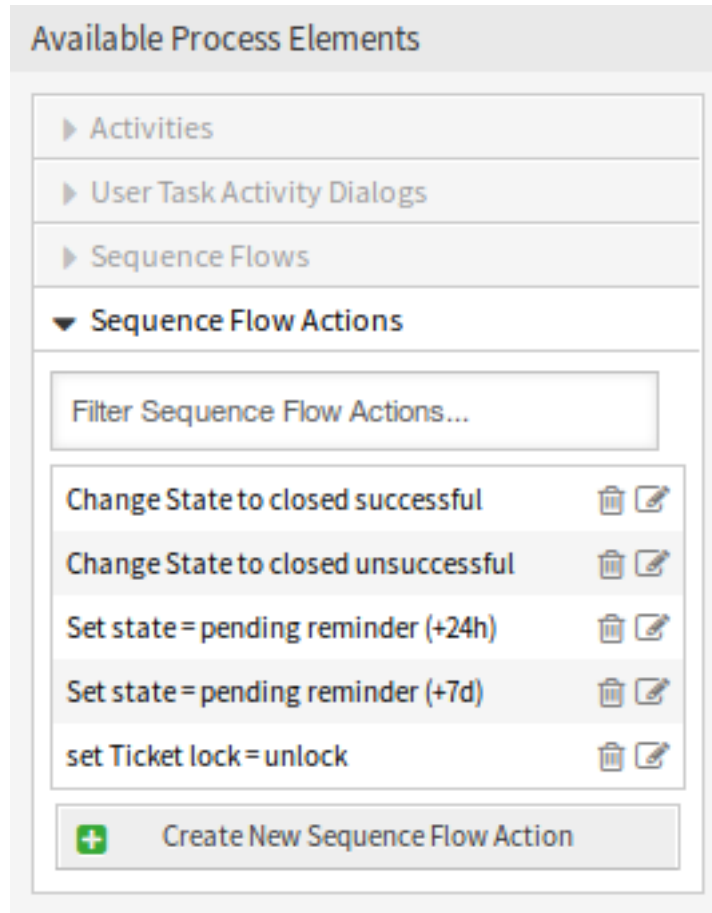 Available Process Elements
Activities
User Task Activity Dialogs
Sequence Flows
Sequence Flow Actions
Filter Sequence Flow Actions...
Change State to closed successful
Change State to closed unsuccessful
Set state = pending reminder (+24h)
Set state = pending reminder (+7d)
set Ticket lock = unlock
Create New Sequence Flow Action